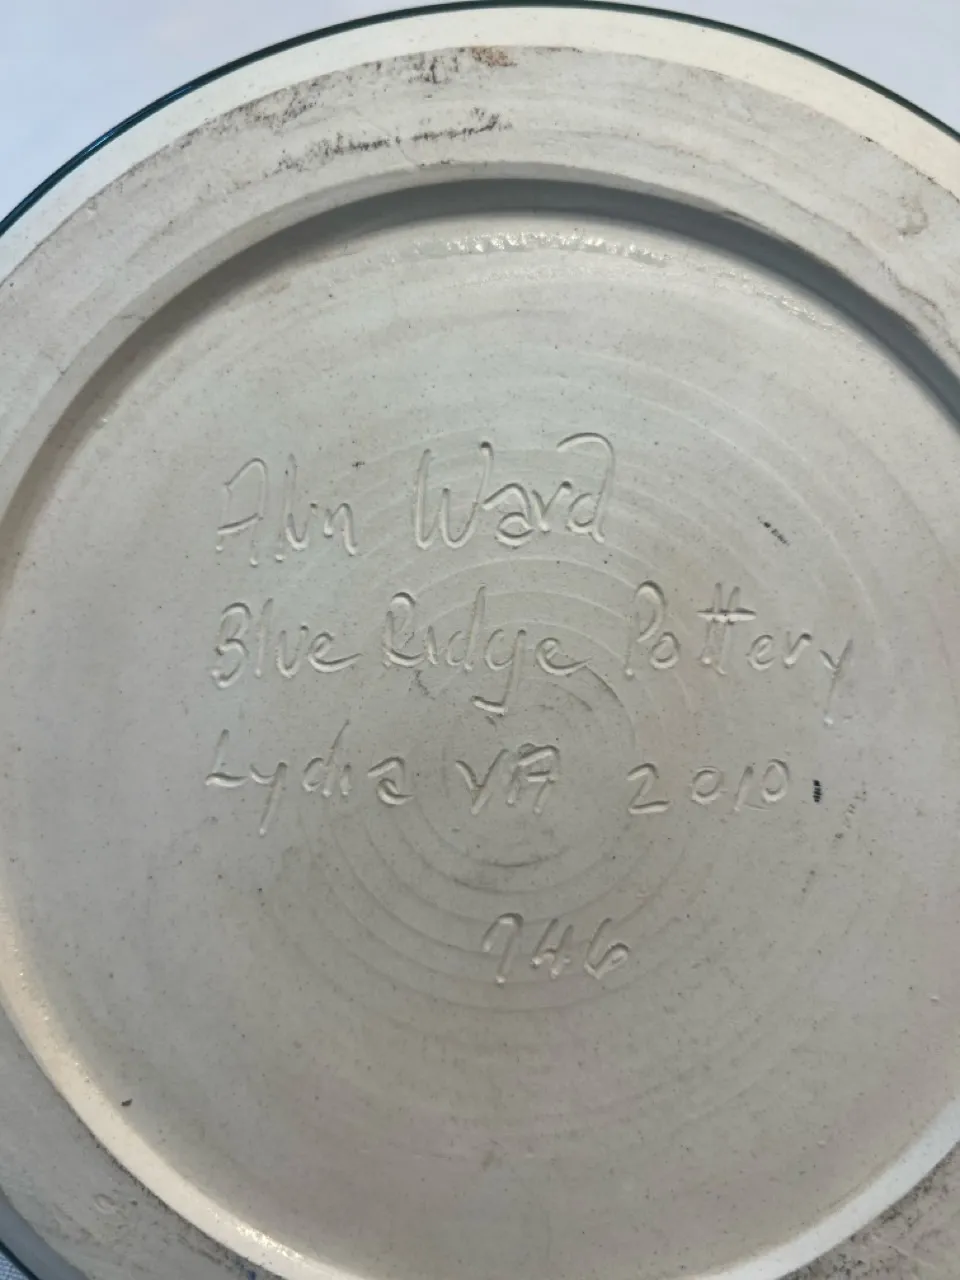 Alan Ward
Blue Ridge Pottery
Lydia VA 2010
746